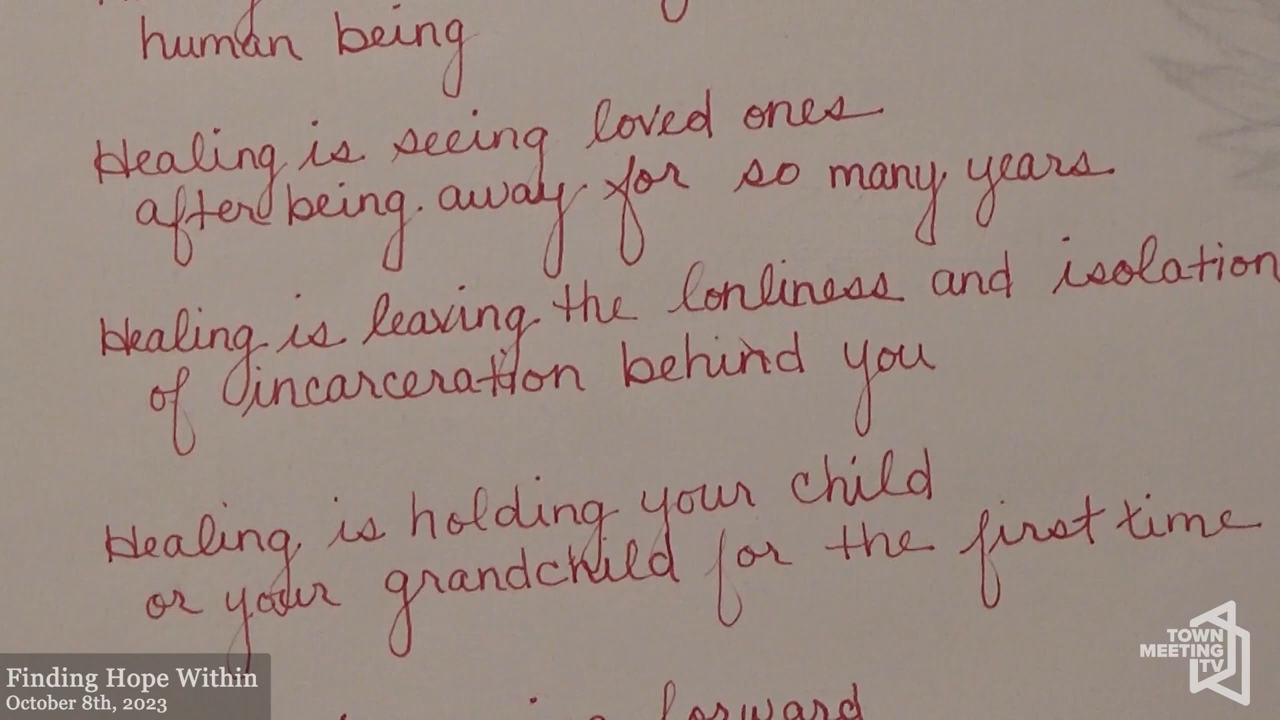 human being
Healing is seeing loved ones
after being away for so many years
Healing is leaving the lonliness and isolation
of incarceration behind you
Healing is holding your child
or your grandchild for the first time
forward
Finding Hope Within
October 8th, 2023
TOWN
MEETING
TV